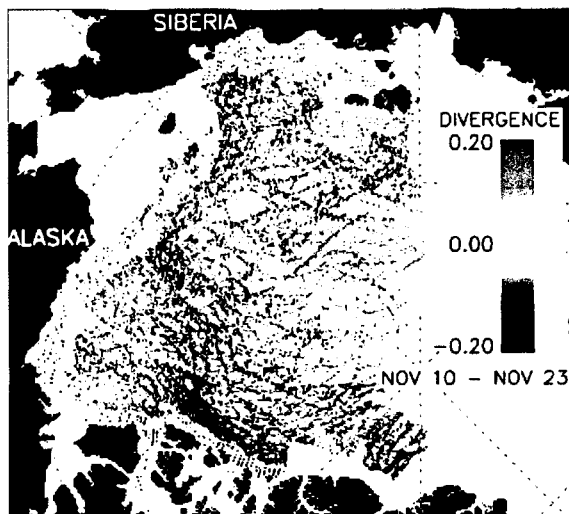 SIBERIA
DIVERGENCE
0.20
ALASKA
0.00
-0.20
NOV 10 - NOV 23